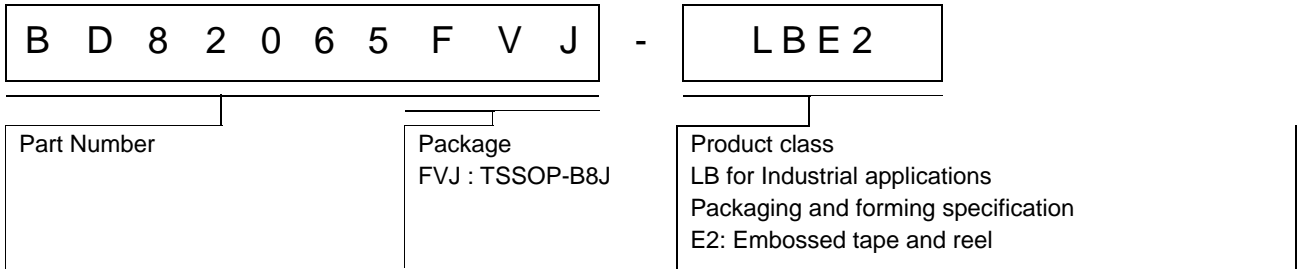 B D 8 2 0 6 5 F V J - L B E 2
Part Number
Package
FVJ : TSSOP-B8J
Product class
LB for Industrial applications
Packaging and forming specification
E2: Embossed tape and reel